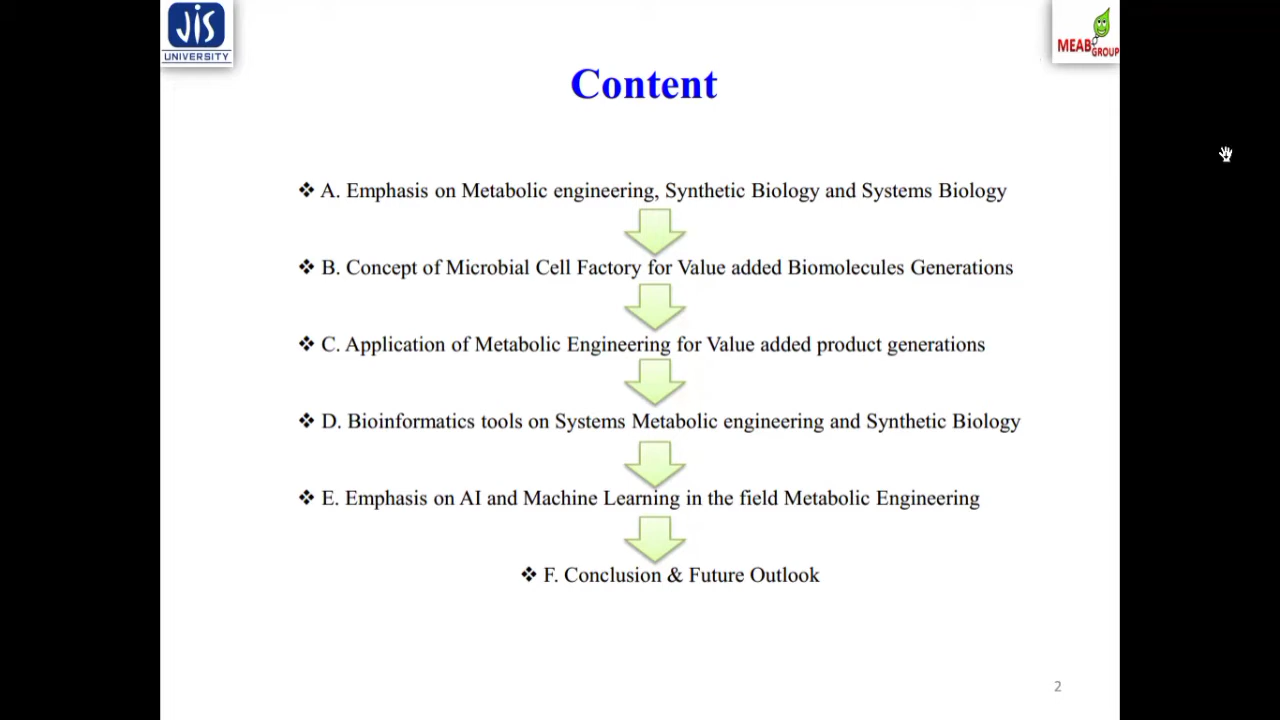 JIS
UNIVERSITY
MEAB GROUP
Content
❖ A. Emphasis on Metabolic engineering, Synthetic Biology and Systems Biology
❖ B. Concept of Microbial Cell Factory for Value added Biomolecules Generations
❖ C. Application of Metabolic Engineering for Value added product generations
❖ D. Bioinformatics tools on Systems Metabolic engineering and Synthetic Biology
❖ E. Emphasis on AI and Machine Learning in the field Metabolic Engineering
❖ F. Conclusion & Future Outlook
2